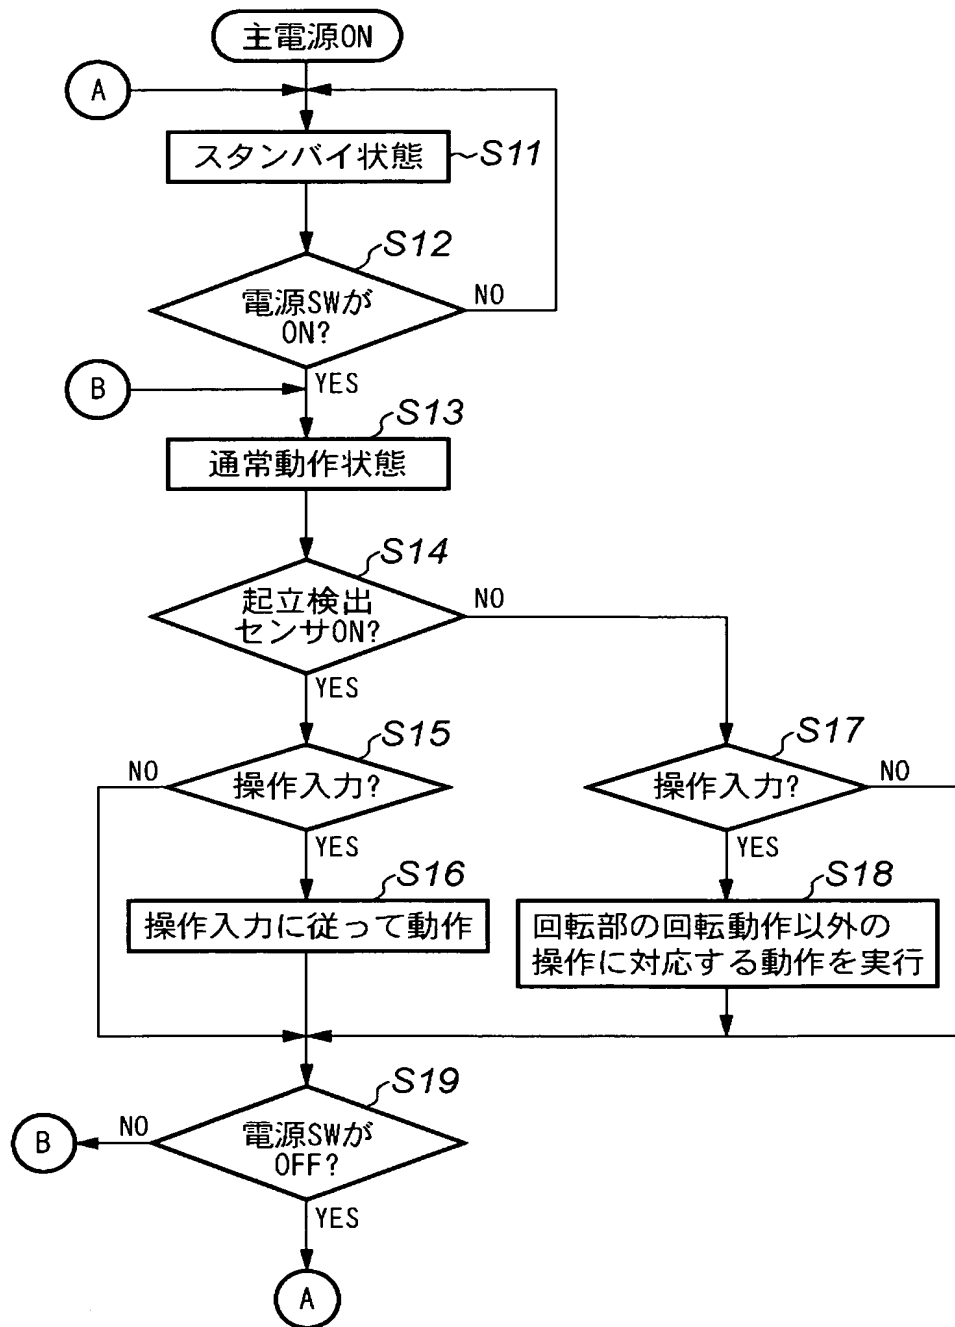 主電源ON
A
スタンバイ状態
S11
S12
電源SWが
ON?
NO
YES
B
S13
通常動作状態
S14
起立検出
センサON?
NO
YES
S15
操作入力?
NO
YES
S17
操作入力?
NO
YES
S16
操作入力に従って動作
S18
回転部の回転動作以外の
操作に対応する動作を実行
S19
電源SWが
OFF?
NO
B
YES
A